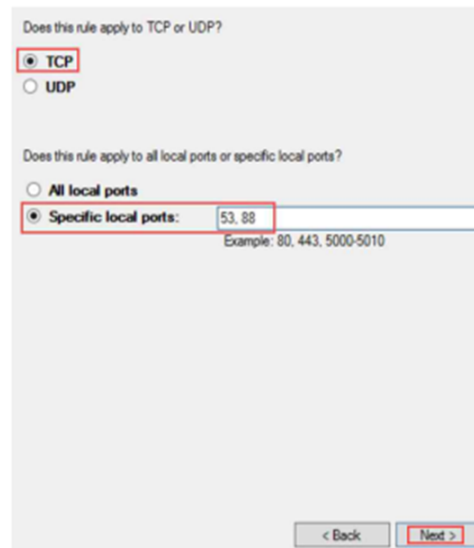 Does this rule apply to TCP or UDP?
TCP
UDP
Does this rule apply to all local ports or specific local ports?
All local ports
Specific local ports: 53, 88
Example: 80, 443, 5000-5010
< Back Next >